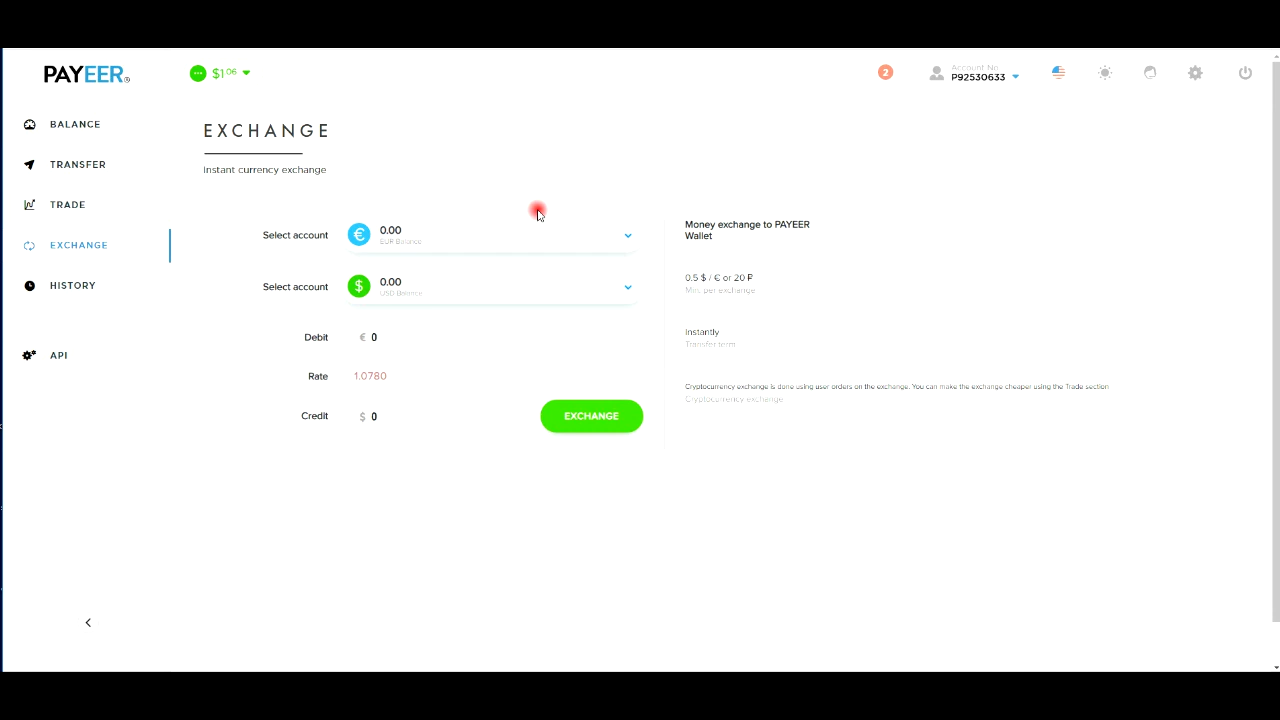 PAYEER®
$1.06
2
Account No
P92530633
BALANCE
TRANSFER
TRADE
EXCHANGE
HISTORY
API
EXCHANGE
Instant currency exchange
Select account
€
0.00
EUR Balance
Select account
$
0.00
USD Balance
Debit
€ 0
Rate
1.0780
Credit
$ 0
EXCHANGE
Money exchange to PAYEER
Wallet
0.5 $ / € or 20 ₽
Min. per exchange
Instantly
Transfer term
Cryptocurrency exchange is done using user orders on the exchange. You can make the exchange cheaper using the Trade section
Cryptocurrency exchange